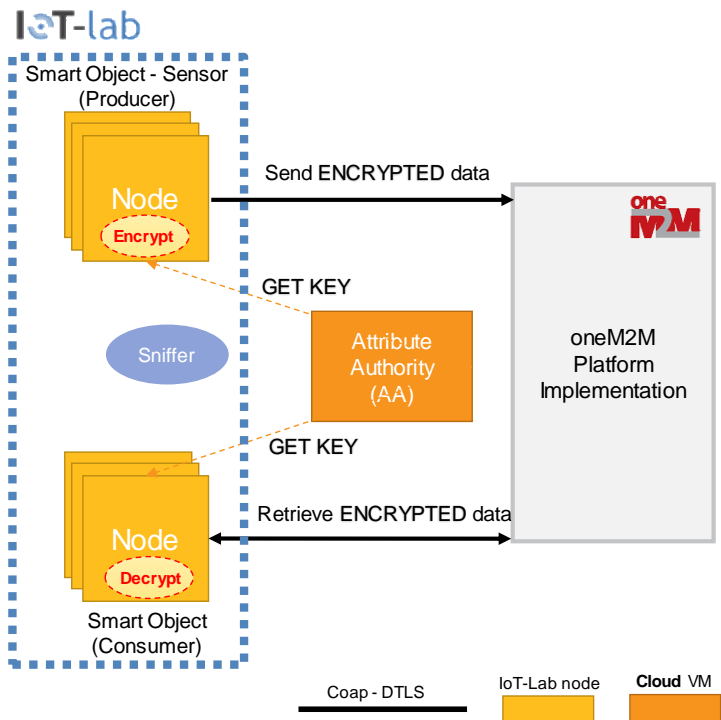 IoT-lab
Smart Object - Sensor
(Producer)
Node
Encrypt
Send ENCRYPTED data
one
M2M
GET KEY
Sniffer
Attribute
Authority
(AA)
oneM2M
Platform
Implementation
GET KEY
Node
Decrypt
Retrieve ENCRYPTED data
Smart Object
(Consumer)
Coap - DTLS
IoT-Lab node
Cloud VM